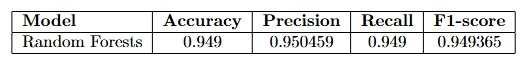 Model Accuracy Precision Recall F1-score
Random Forests 0.949 0.950459 0.949 0.949365